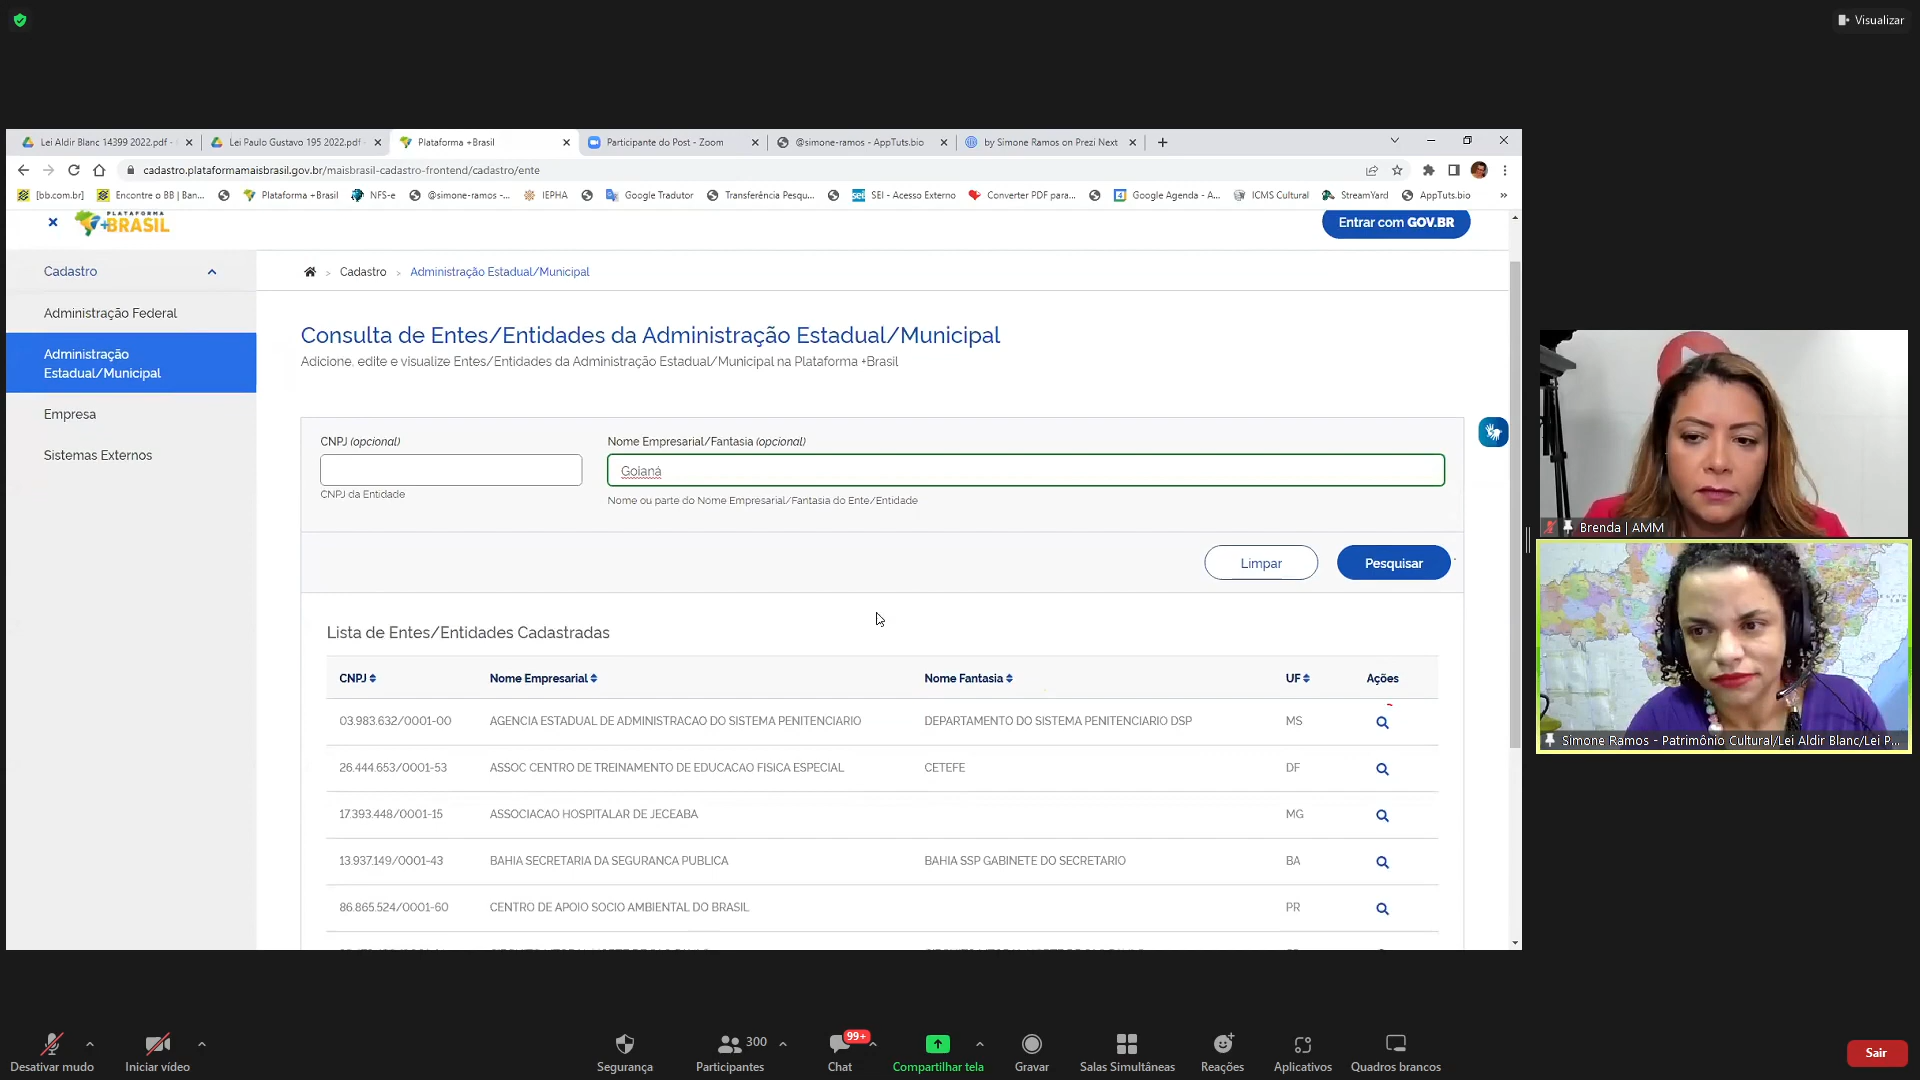 Visualizar
Lei Aldir Blanc 14399 2022.pdf -
Lei Paulo Gustavo 195 2022.pdf
Plataforma +Brasil
Participante do Post - Zoom
@simone-ramos - AppTuts.bio
by Simone Ramos on Prezi Next
cadastro.plataformamaisbrasil.gov.br/maisbrasil-cadastro-frontend/cadastro/ente
[bb.com.br]
Encontre o BB | Ban...
Plataforma +Brasil
NFS-e
@simone-ramos -...
IEPHA
Google Tradutor
Transferência Pesqu...
SEI - Acesso Externo
Converter PDF para...
Google Agenda - A...
ICMS Cultural
StreamYard
AppTuts.bio
PLATAFORMA
+BRASIL
Entrar com GOV.BR
Cadastro
Administração Federal
Administração
Estadual/Municipal
Empresa
Sistemas Externos
Cadastro > Administração Estadual/Municipal
Consulta de Entes/Entidades da Administração Estadual/Municipal
Adicione, edite e visualize Entes/Entidades da Administração Estadual/Municipal na Plataforma +Brasil
CNPJ (opcional)
Nome Empresarial/Fantasia (opcional)
Goianá
CNPJ da Entidade
Nome ou parte do Nome Empresarial/Fantasia do Ente/Entidade
Limpar
Pesquisar
Lista de Entes/Entidades Cadastradas
CNPJ Nome Empresarial Nome Fantasia UF Ações
03.983.632/0001-00 AGENCIA ESTADUAL DE ADMINISTRACAO DO SISTEMA PENITENCIARIO DEPARTAMENTO DO SISTEMA PENITENCIARIO DSP MS
26.444.653/0001-53 ASSOC CENTRO DE TREINAMENTO DE EDUCACAO FISICA ESPECIAL CETEFE DF
17.393.448/0001-15 ASSOCIACAO HOSPITALAR DE JECEABA MG
13.937.149/0001-43 BAHIA SECRETARIA DA SEGURANCA PUBLICA BAHIA SSP GABINETE DO SECRETARIO BA
86.865.524/0001-60 CENTRO DE APOIO SOCIO AMBIENTAL DO BRASIL PR
Brenda | AMM
Simone Ramos - Patrimônio Cultural/Lei Aldir Blanc/Lei P...
Desativar mudo
Iniciar vídeo
Segurança
300
Participantes
99+
Chat
Compartilhar tela
Gravar
Salas Simultâneas
Reações
Aplicativos
Quadros brancos
Sair